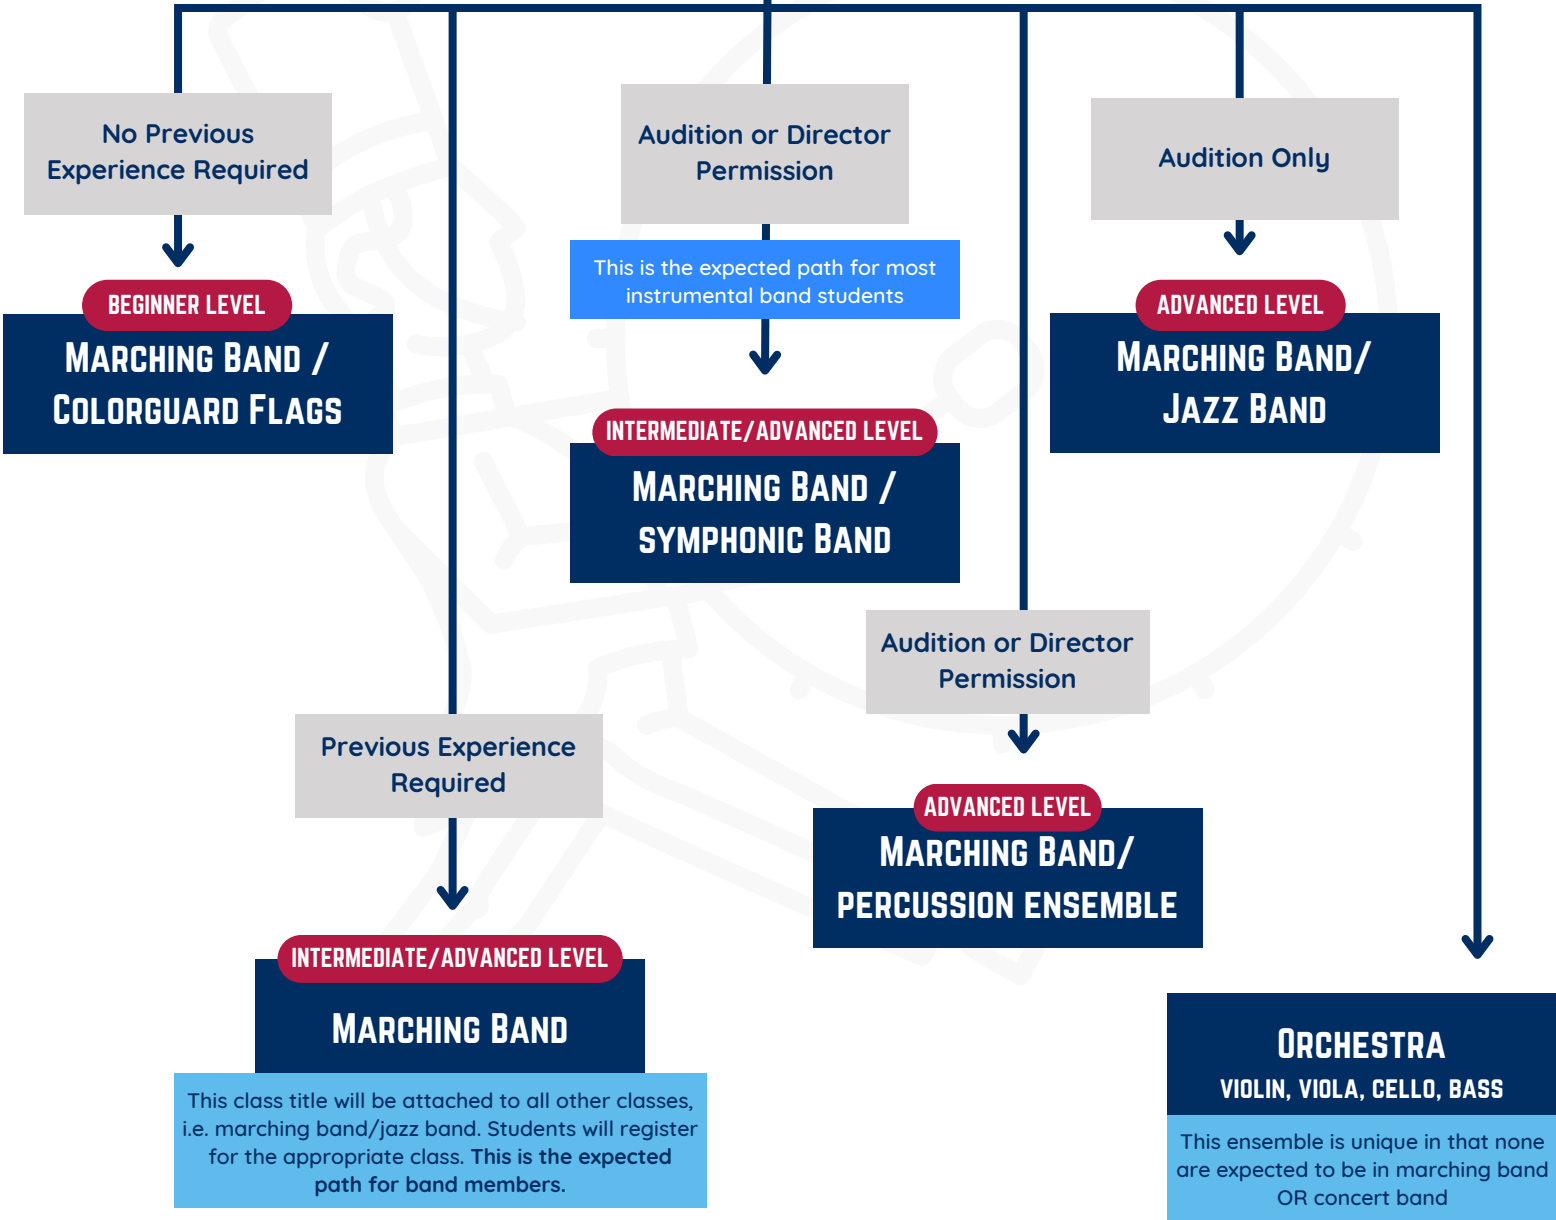 No Previous
Experience Required
BEGINNER LEVEL
MARCHING BAND /
COLORGUARD FLAGS
Audition or Director
Permission
This is the expected path for most
instrumental band students
INTERMEDIATE/ADVANCED LEVEL
MARCHING BAND /
SYMPHONIC BAND
Audition Only
ADVANCED LEVEL
MARCHING BAND/
JAZZ BAND
Audition or Director
Permission
ADVANCED LEVEL
MARCHING BAND/
PERCUSSION ENSEMBLE
Previous Experience
Required
INTERMEDIATE/ADVANCED LEVEL
MARCHING BAND
This class title will be attached to all other classes,
i.e. marching band/jazz band. Students will register
for the appropriate class. This is the expected
path for band members.
ORCHESTRA
VIOLIN, VIOLA, CELLO, BASS
This ensemble is unique in that none
are expected to be in marching band
OR concert band